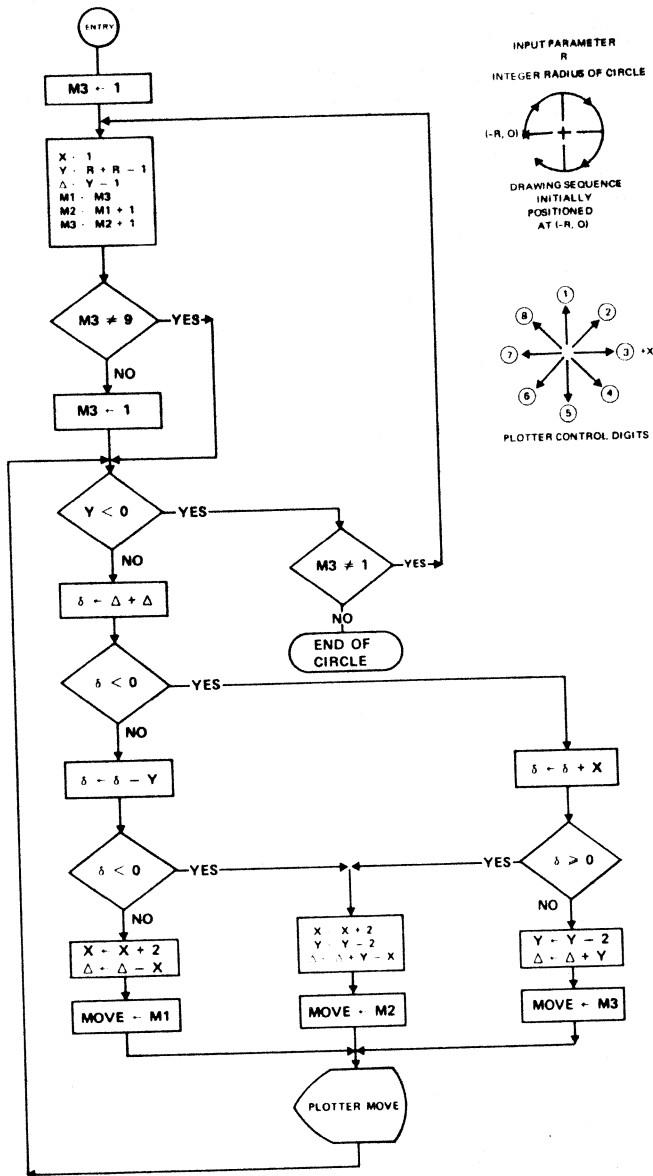 ENTRY
M3 ← 1
X ← 1
Y ← R + R − 1
Δ ← Y − 1
M1 ← M3
M2 ← M1 + 1
M3 ← M2 + 1
M3 ≠ 9
YES
NO
M3 ← 1
Y < 0
YES
NO
M3 ≠ 1
YES
NO
END OF
CIRCLE
δ ← Δ + Δ
δ < 0
YES
NO
δ ← δ − Y
δ ← δ + X
δ < 0
YES
NO
δ ⩾ 0
YES
NO
X ← X + 2
Δ ← Δ − X
X ← X + 2
Y ← Y − 2
Δ ← Δ + Y − X
Y ← Y − 2
Δ ← Δ + Y
MOVE ← M1
MOVE ← M2
MOVE ← M3
PLOTTER MOVE
INPUT PARAMETER
R
INTEGER RADIUS OF CIRCLE
(-R, 0)
DRAWING SEQUENCE
INITIALLY
POSITIONED
AT (-R, 0)
1
8
2
7
3 +X
6
4
5
PLOTTER CONTROL DIGITS